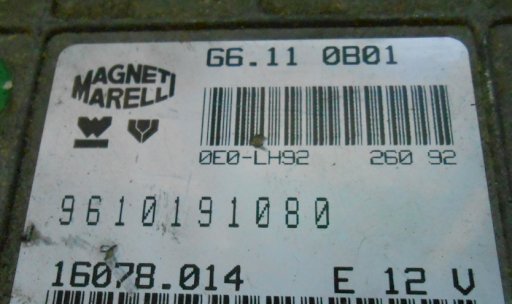 G6.11 0B01
MAGNETI
MARELLI
0E0-LH92 260 92
9610191080
16078.014 E 12 V